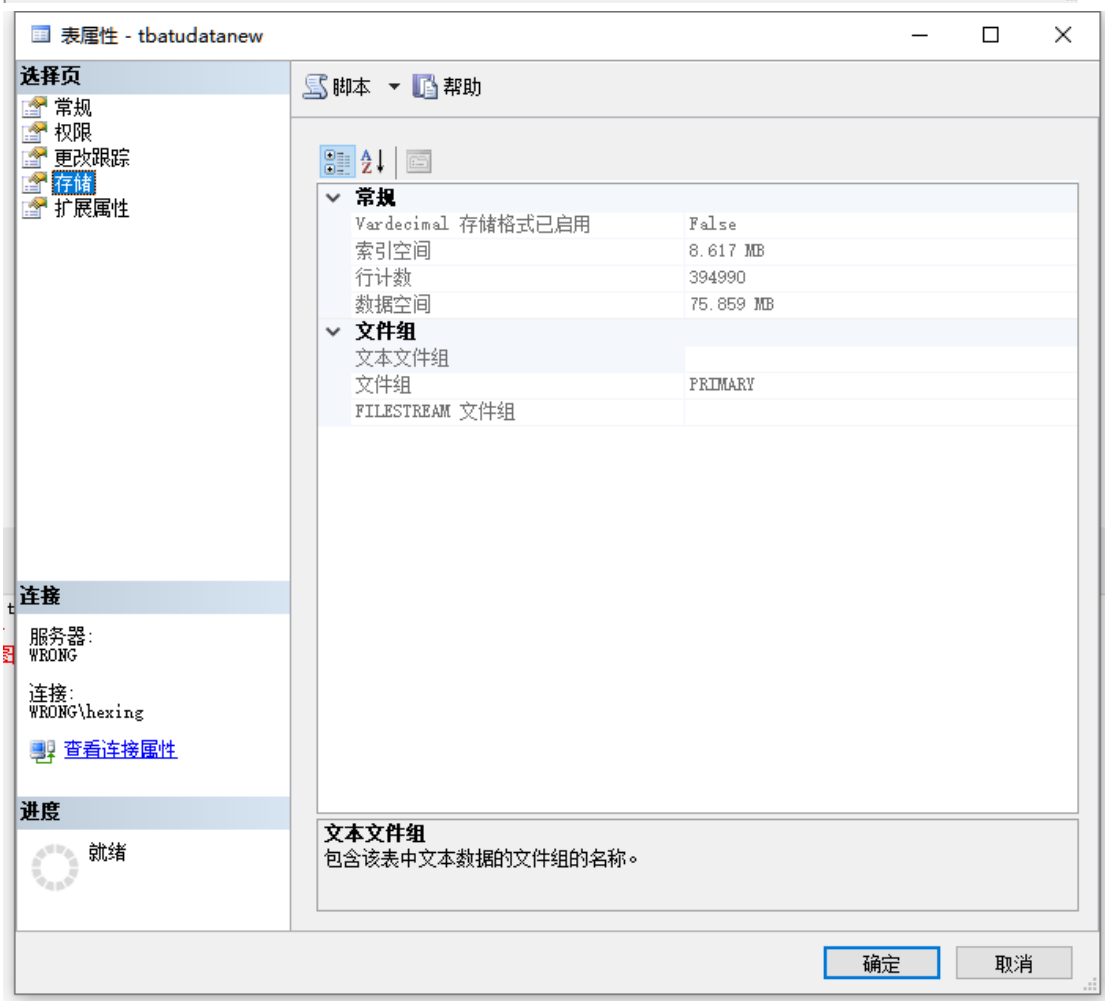 表属性 - tbatudatanew
选择页
常规
权限
更改跟踪
存储
扩展属性
脚本 帮助
常规
Vardecimal 存储格式已启用 False
索引空间 8.617 MB
行计数 394990
数据空间 75.859 MB
文件组
文本文件组
文件组 PRIMARY
FILESTREAM 文件组
连接
服务器:
WRONG
连接:
WRONG\hexing
查看连接属性
进度
就绪
文本文件组
包含该表中文本数据的文件组的名称。
确定 取消